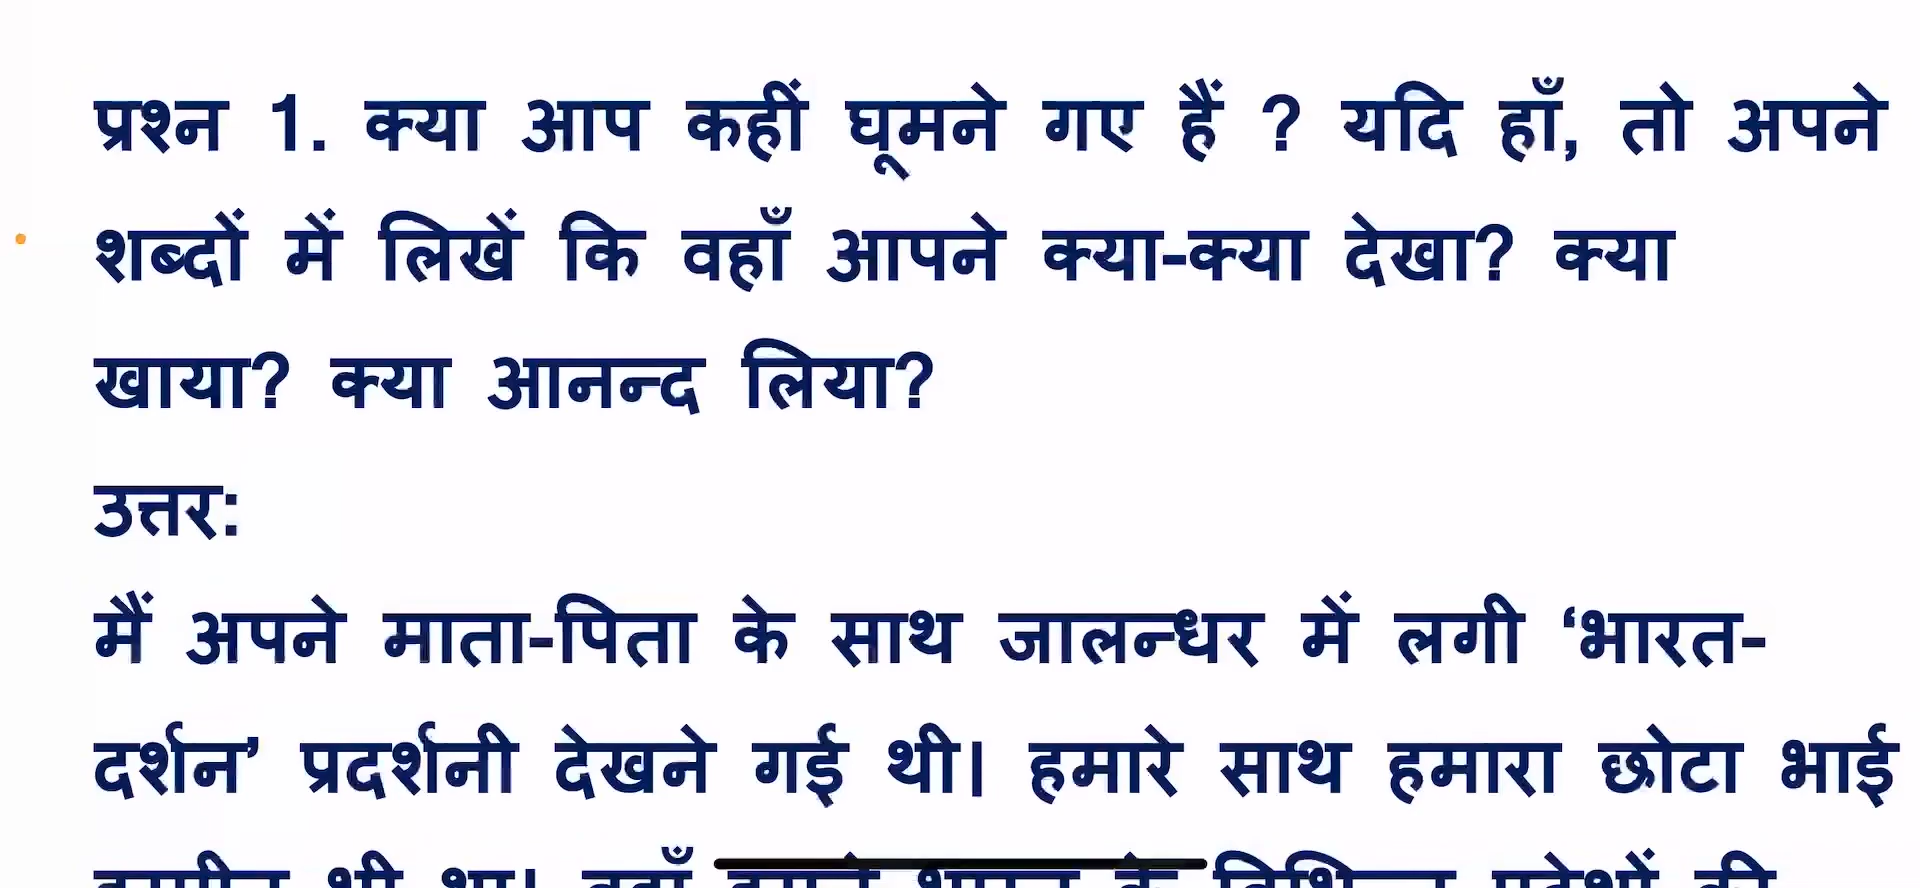 प्रश्न 1. क्या आप कहीं घूमने गए हैं ? यदि हाँ, तो अपने
शब्दों में लिखें कि वहाँ आपने क्या-क्या देखा? क्या
खाया? क्या आनन्द लिया?
उत्तर:
मैं अपने माता-पिता के साथ जालन्धर में लगी ‘भारत-
दर्शन’ प्रदर्शनी देखने गई थी। हमारे साथ हमारा छोटा भाई